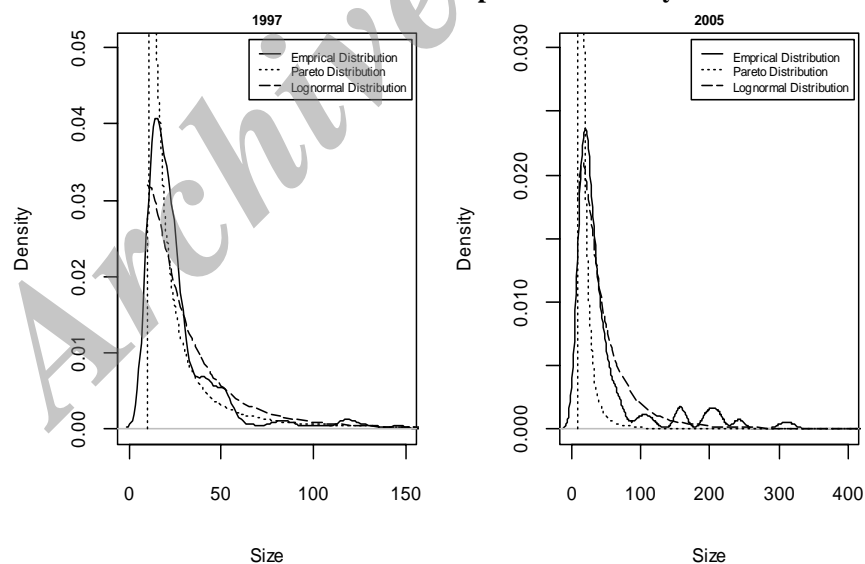 1997
2005
Emprical Distribution
Pareto Distribution
Lognormal Distribution
Emprical Distribution
Pareto Distribution
Lognormal Distribution
Density
0.05
0.04
0.03
0.02
0.01
0.00
0 50 100 150
Size
Density
0.030
0.020
0.010
0.000
0 100 200 300 400
Size
Archive